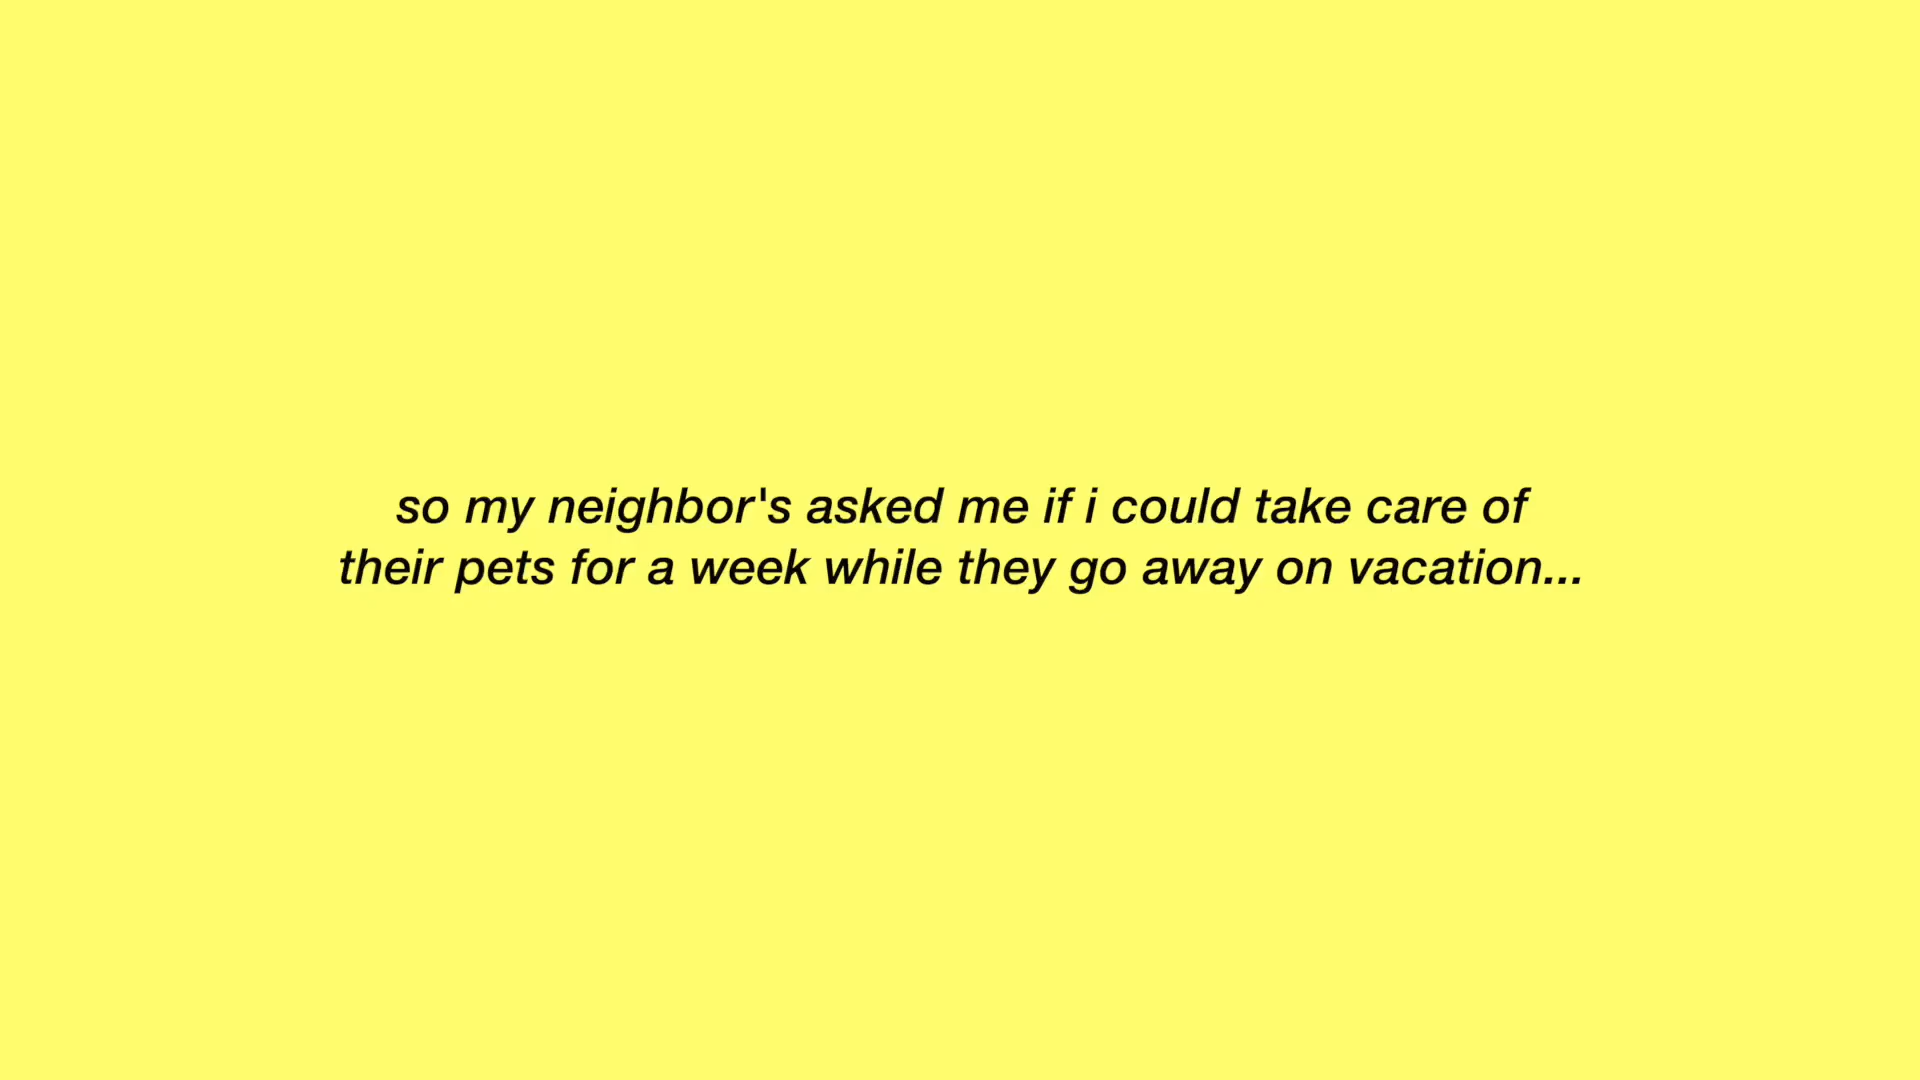 so my neighbor's asked me if i could take care of
their pets for a week while they go away on vacation...